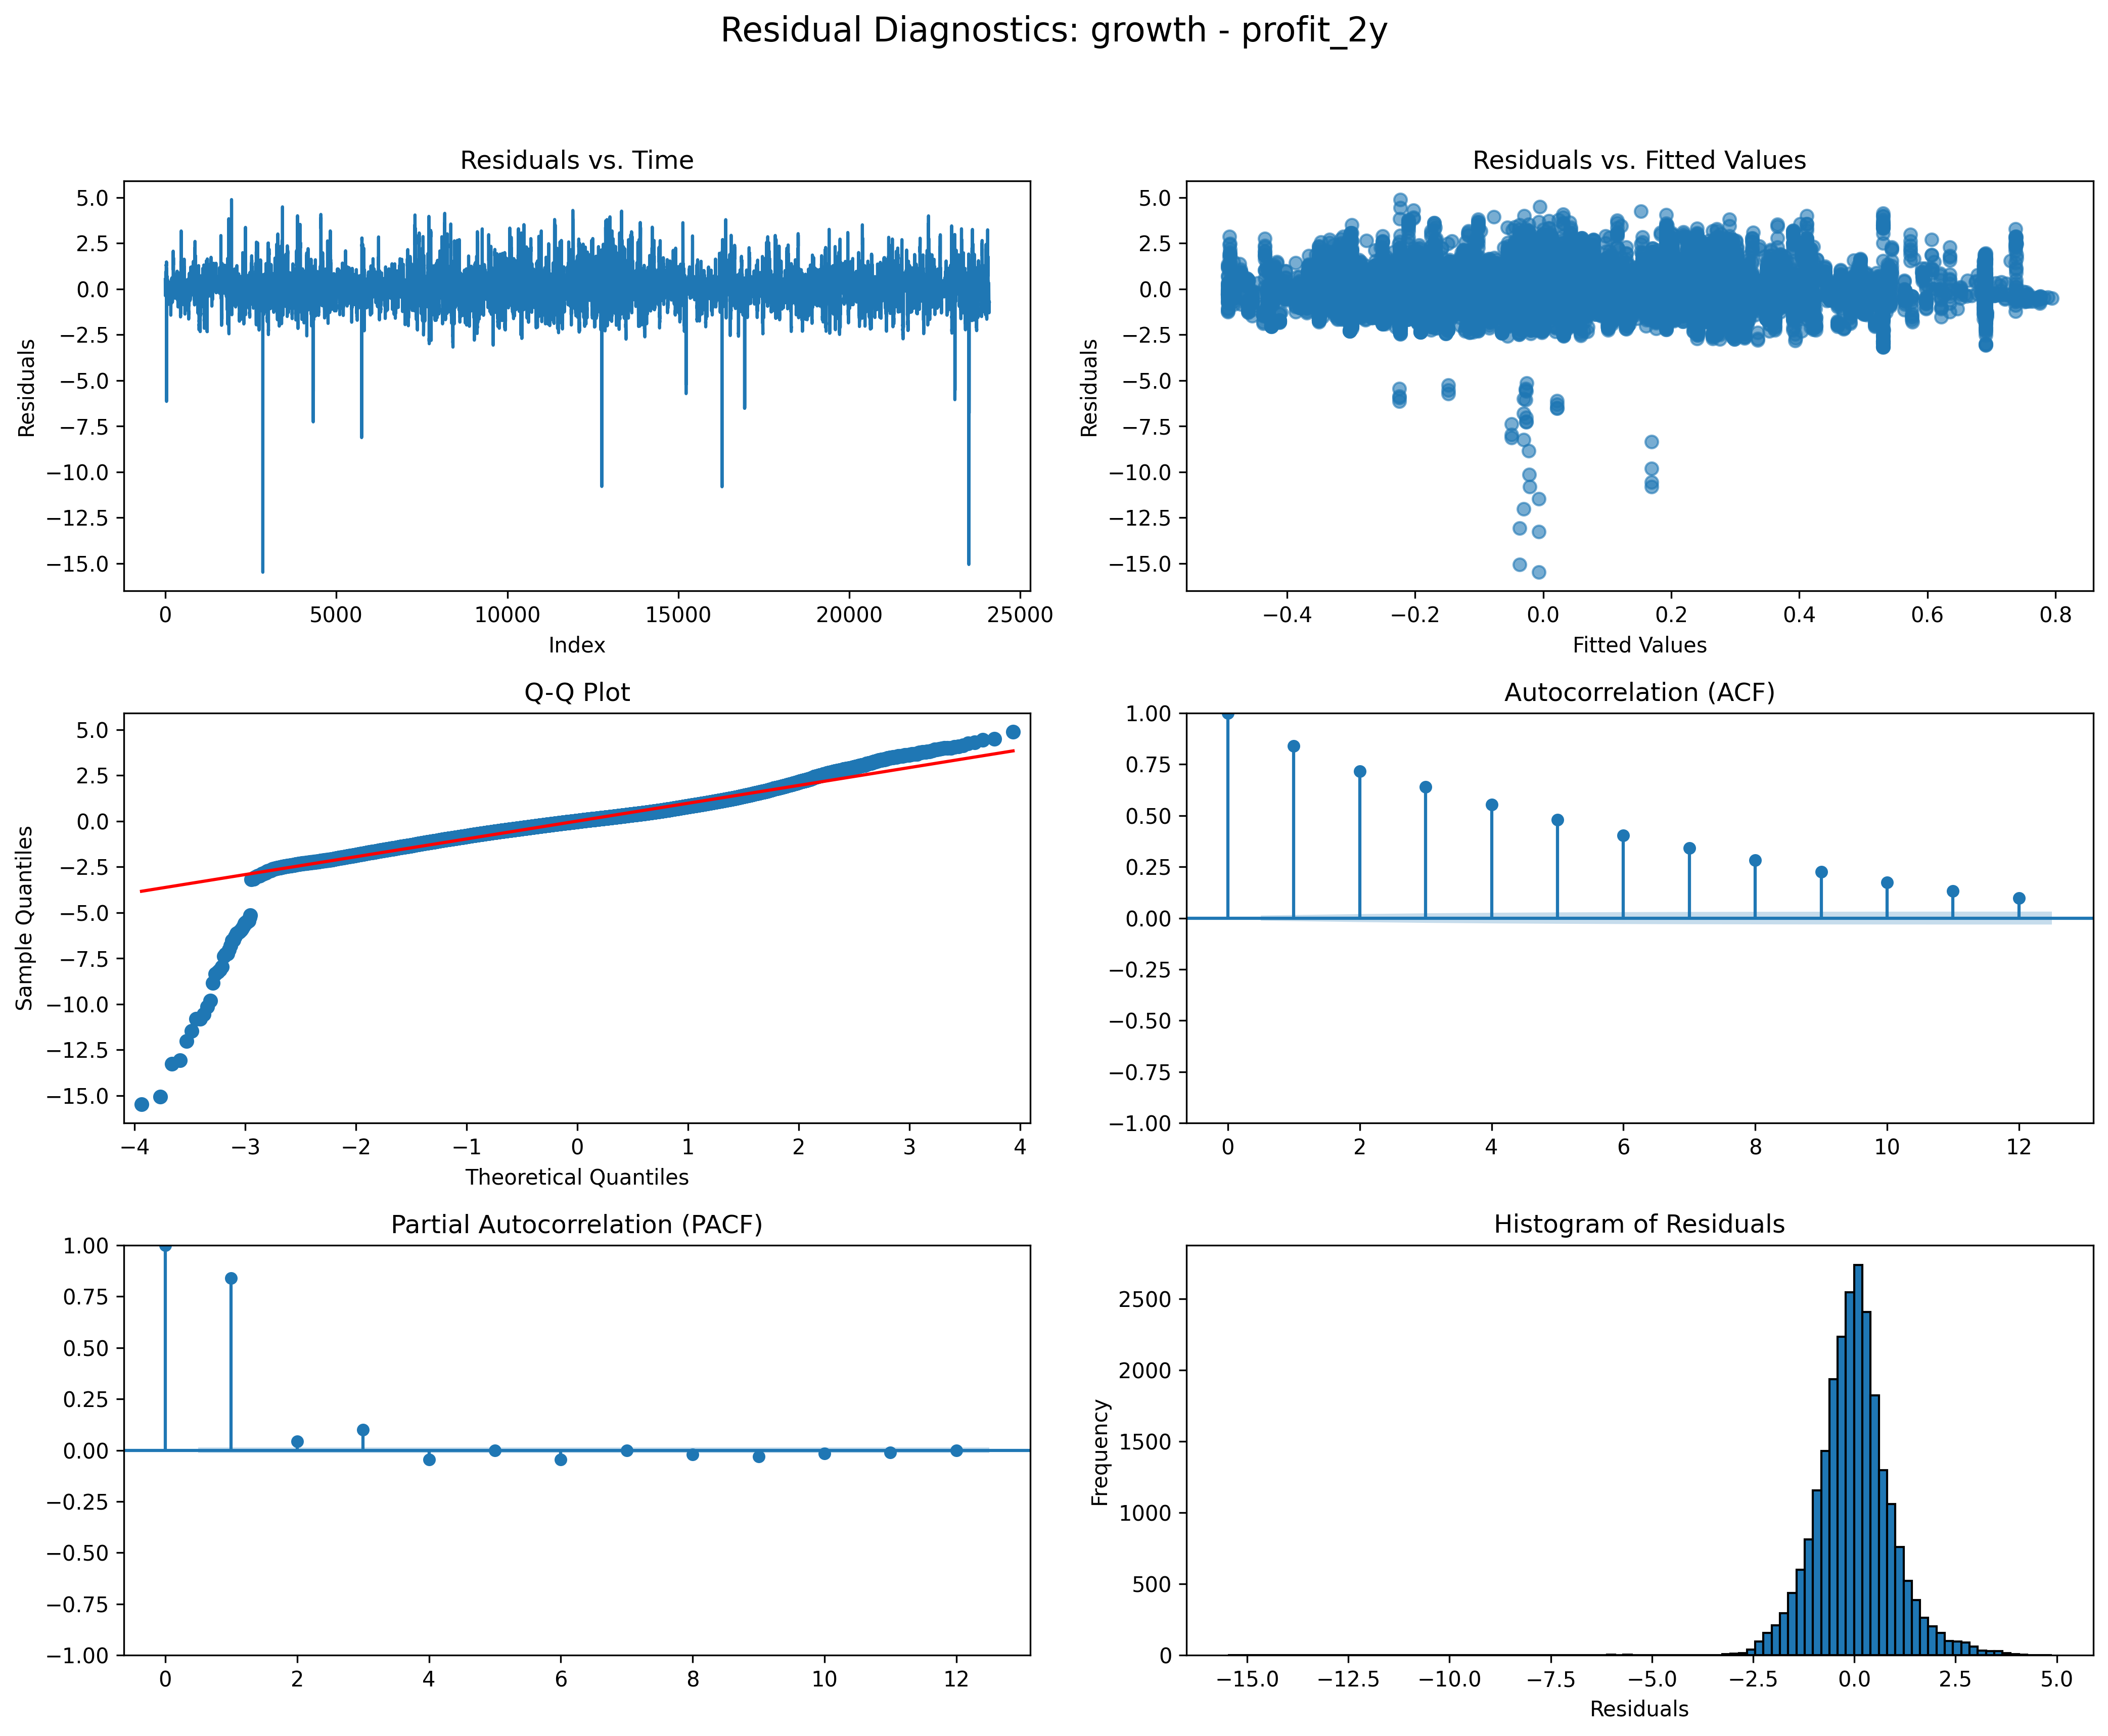 Residual Diagnostics: growth - profit_2y
Residuals vs. Time
5.0
2.5
0.0
−2.5
−5.0
−7.5
−10.0
−12.5
−15.0
Residuals
0 5000 10000 15000 20000 25000
Index
Residuals vs. Fitted Values
5.0
2.5
0.0
−2.5
−5.0
−7.5
−10.0
−12.5
−15.0
Residuals
−0.4 −0.2 0.0 0.2 0.4 0.6 0.8
Fitted Values
Q-Q Plot
5.0
2.5
0.0
−2.5
−5.0
−7.5
−10.0
−12.5
−15.0
Sample Quantiles
−4 −3 −2 −1 0 1 2 3 4
Theoretical Quantiles
Autocorrelation (ACF)
1.00
0.75
0.50
0.25
0.00
−0.25
−0.50
−0.75
−1.00
0 2 4 6 8 10 12
Partial Autocorrelation (PACF)
1.00
0.75
0.50
0.25
0.00
−0.25
−0.50
−0.75
−1.00
0 2 4 6 8 10 12
Histogram of Residuals
2500
2000
1500
1000
500
0
Frequency
−15.0 −12.5 −10.0 −7.5 −5.0 −2.5 0.0 2.5 5.0
Residuals